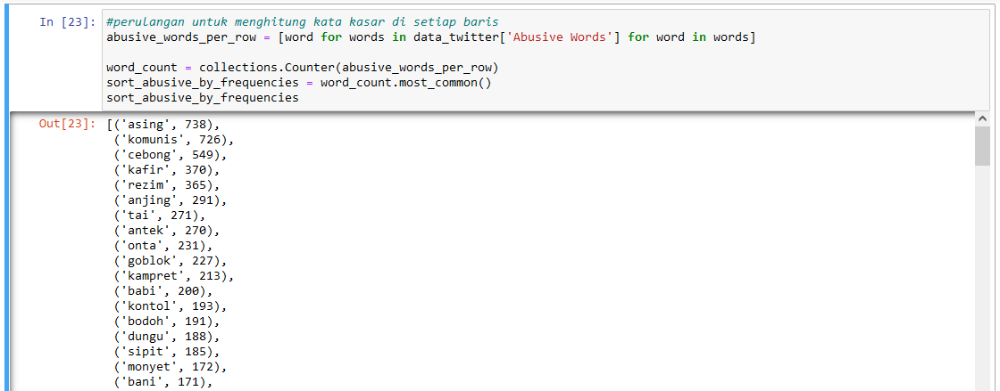 In [23]: #perulangan untuk menghitung kata kasar di setiap baris
abusive_words_per_row = [word for words in data_twitter['Abusive Words'] for word in words]
word_count = collections.Counter(abusive_words_per_row)
sort_abusive_by_frequencies = word_count.most_common()
sort_abusive_by_frequencies
Out[23]: [('asing', 738),
('komunis', 726),
('cebong', 549),
('kafir', 370),
('rezim', 365),
('anjing', 291),
('tai', 271),
('antek', 270),
('onta', 231),
('goblok', 227),
('kampret', 213),
('babi', 200),
('kontol', 193),
('bodoh', 191),
('dungu', 188),
('sipit', 185),
('monyet', 172),
('bani', 171),